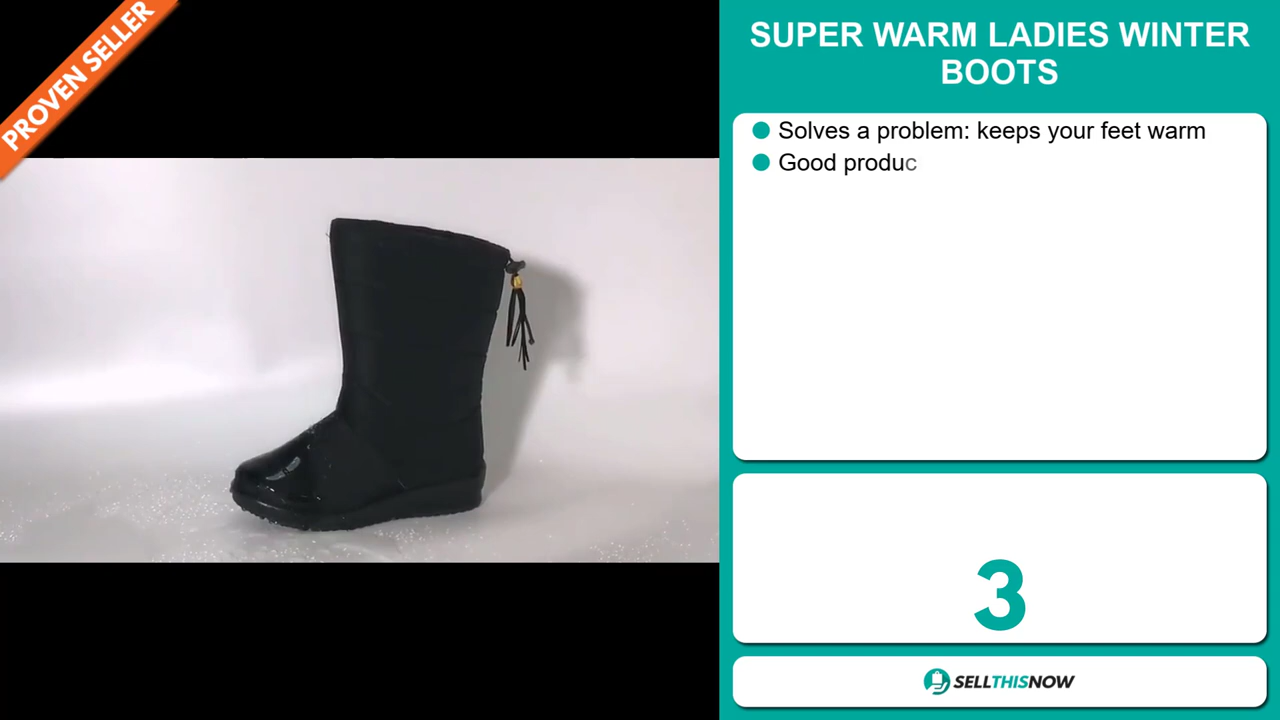 PROVEN SELLER
SUPER WARM LADIES WINTER
BOOTS
Solves a problem: keeps your feet warm
Good produc
3
SELLTHISNOW